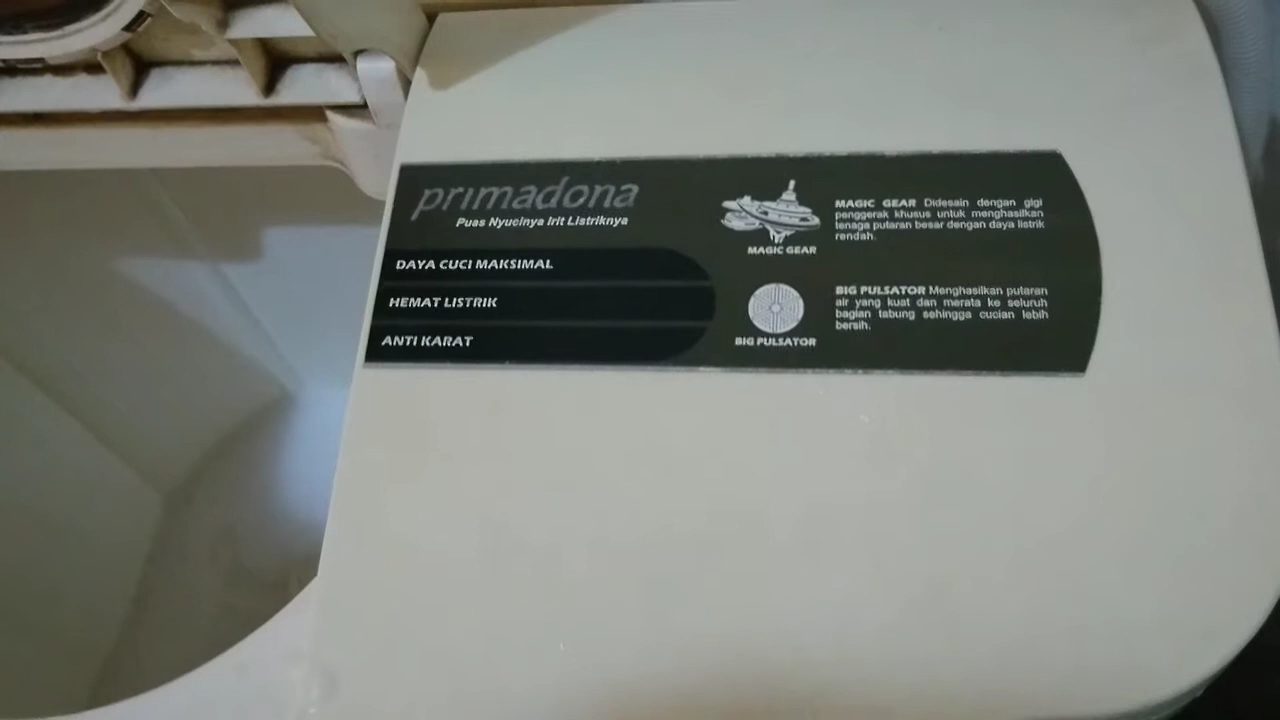 primadona
Puas Nyucinya Irit Listriknya
DAYA CUCI MAKSIMAL
HEMAT LISTRIK
ANTI KARAT
MAGIC GEAR
MAGIC GEAR Didesain dengan gigi
penggerak khusus untuk menghasilkan
tenaga putaran besar dengan daya listrik
rendah.
BIG PULSATOR
BIG PULSATOR Menghasilkan putaran
air yang kuat dan merata ke seluruh
bagian tabung sehingga cucian lebih
bersih.